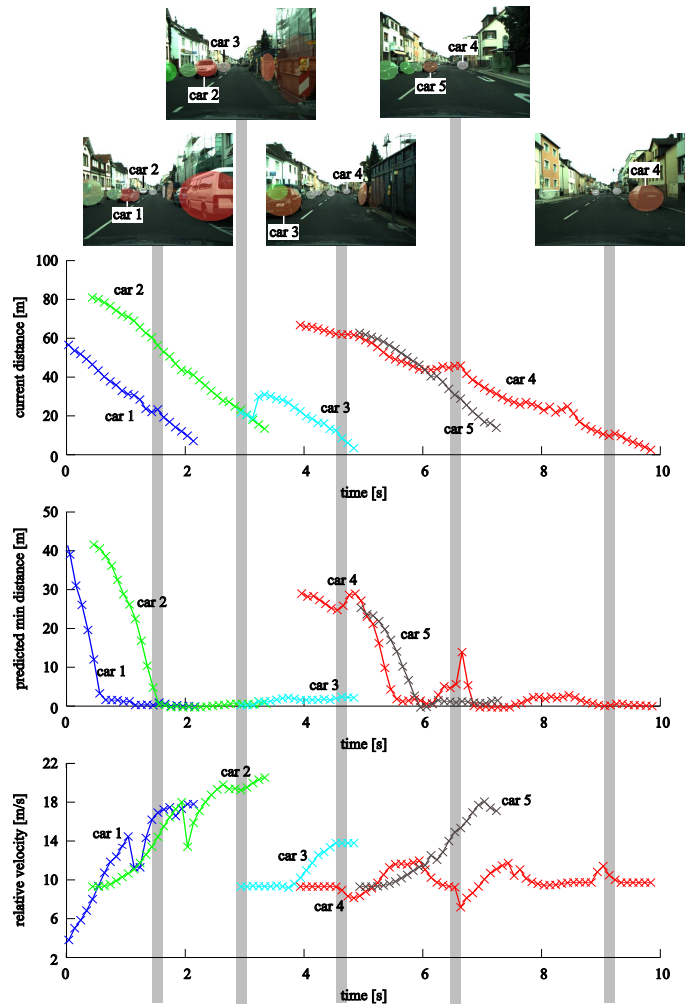 car 3
car 2
car 4
car 5
car 2
car 1
car 4
car 3
car 4
current distance [m]
100
80
60
40
20
0
car 2
car 1
car 3
car 4
car 5
0
2
4
6
8
10
time [s]
predicted min distance [m]
50
40
30
20
10
0
car 2
car 1
car 3
car 4
car 5
0
2
4
6
8
10
time [s]
relative velocity [m/s]
22
18
14
10
6
2
car 1
car 2
car 3
car 4
car 5
0
2
4
6
8
10
time [s]